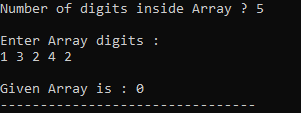 Number of digits inside Array ? 5
Enter Array digits :
1 3 2 4 2
Given Array is : 0
--------------------------------